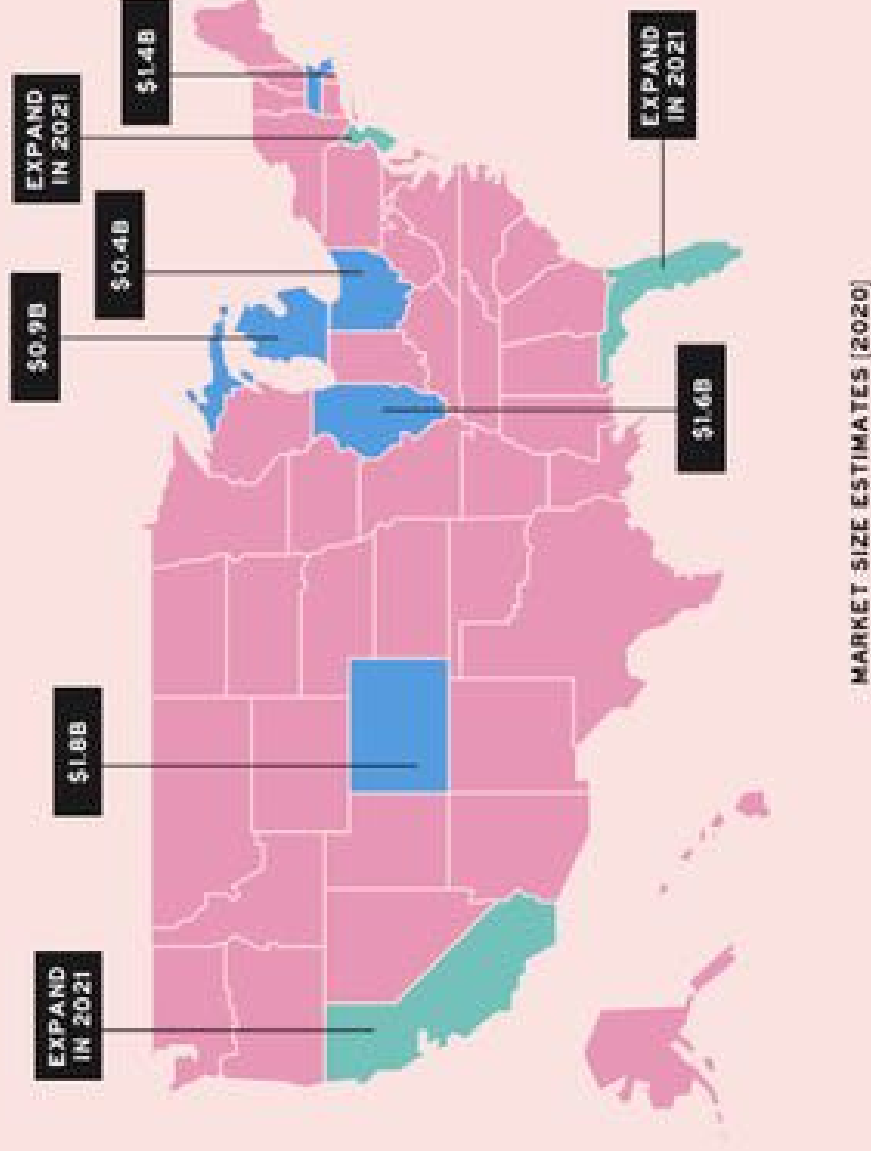 $0.9B
EXPAND
IN 2021
EXPAND
IN 2021
$1.8B
$0.4B
$1.4B
EXPAND
IN 2021
$1.6B
MARKET SIZE ESTIMATES [2020]